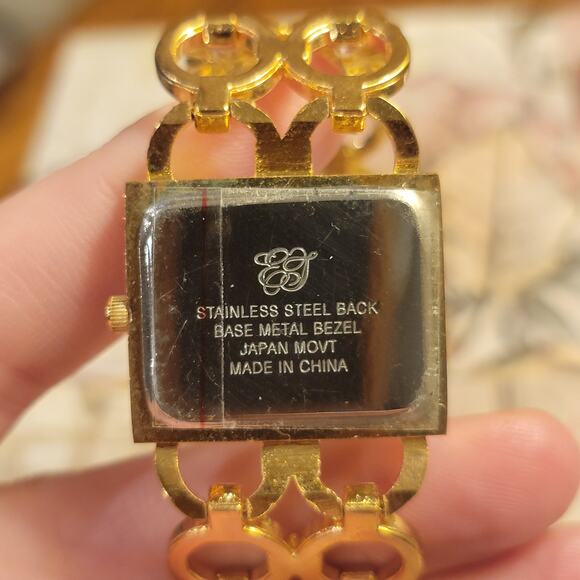 STAINLESS STEEL BACK
BASE METAL BEZEL
JAPAN MOVT
MADE IN CHINA